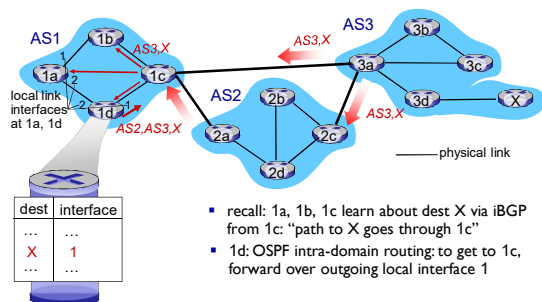 AS1
1b
AS3,X
1
1a
2
1c
local link
interfaces
at 1a, 1d
2
1d
1
AS2,AS3,X
AS3,X
AS3
3b
3a
3c
3d
X
AS3,X
AS2
2b
2a
2c
2d
physical link
dest interface
… …
X 1
… …
▪ recall: 1a, 1b, 1c learn about dest X via iBGP
from 1c: “path to X goes through 1c”
▪ 1d: OSPF intra-domain routing: to get to 1c,
forward over outgoing local interface 1